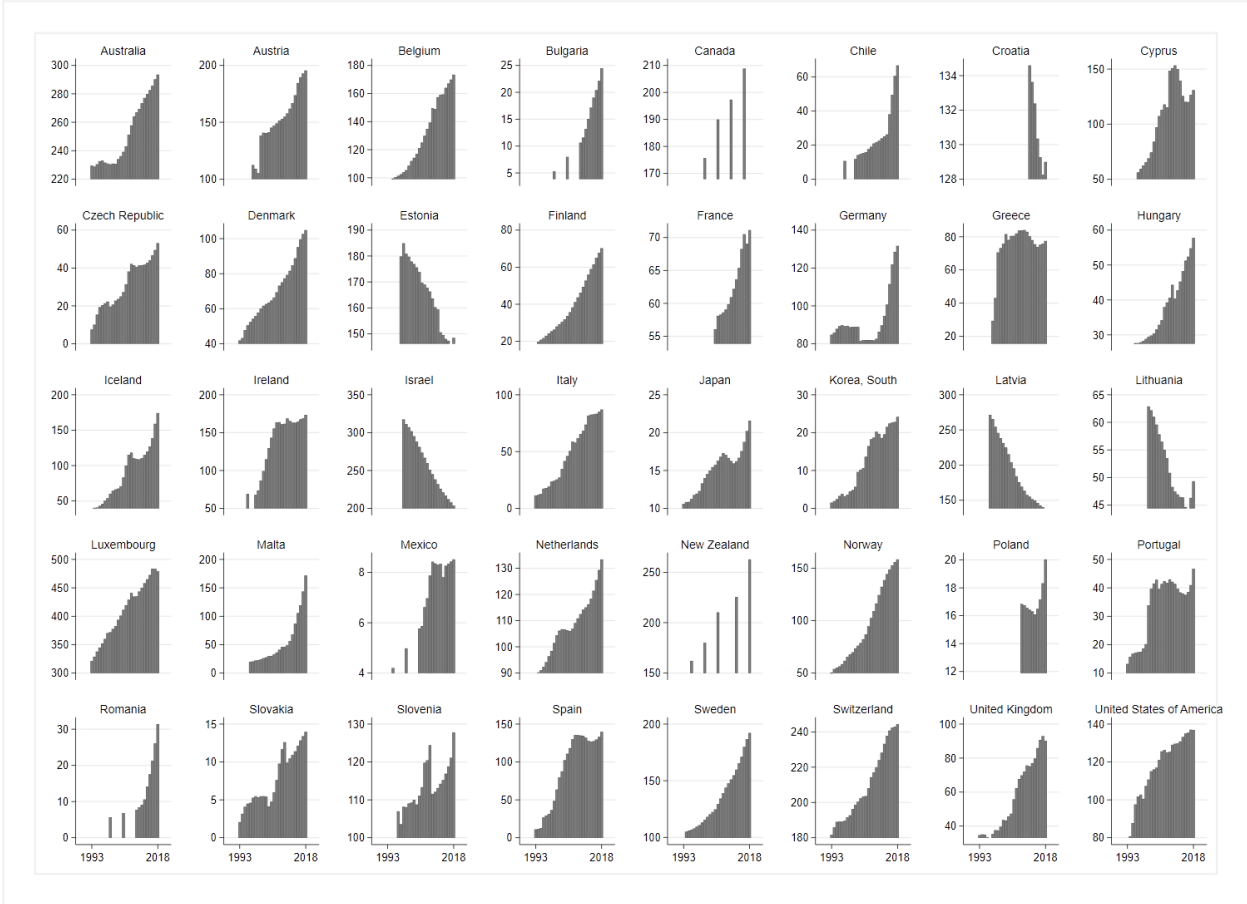 Australia Austria Belgium Bulgaria Canada Chile Croatia Cyprus
300 200 180 25 210 60 134 150
280 160 20 200 132
260 150 140 15 190 40 130 100
240 120 10 180 20
220 100 100 5 170 0 128 50
Czech Republic Denmark Estonia Finland France Germany Greece Hungary
60 100 190 80 70 140 80 60
40 80 180 60 65 120 60 50
20 60 170 40 60 100 40 40
0 40 160 20 55 80 20 30
150
Iceland Ireland Israel Italy Japan Korea, South Latvia Lithuania
200 200 350 100 25 30 300 65
150 150 300 50 20 20 250 60
100 100 250 0 15 10 200 55
50 50 200 10 0 150 50
45
Luxembourg Malta Mexico Netherlands New Zealand Norway Poland Portugal
500 200 8 130 250 150 20 50
450 150 120 18 40
400 100 6 110 200 100 16 30
350 50 100 14 20
300 0 4 90 150 50 12 10
Romania Slovakia Slovenia Spain Sweden Switzerland United Kingdom United States of America
30 15 130 150 200 240 100 140
20 10 120 100 150 220 80 120
10 5 110 50 100 200 60 100
0 0 100 0 180 40 80
1993 2018 1993 2018 1993 2018 1993 2018 1993 2018 1993 2018 1993 2018 1993 2018